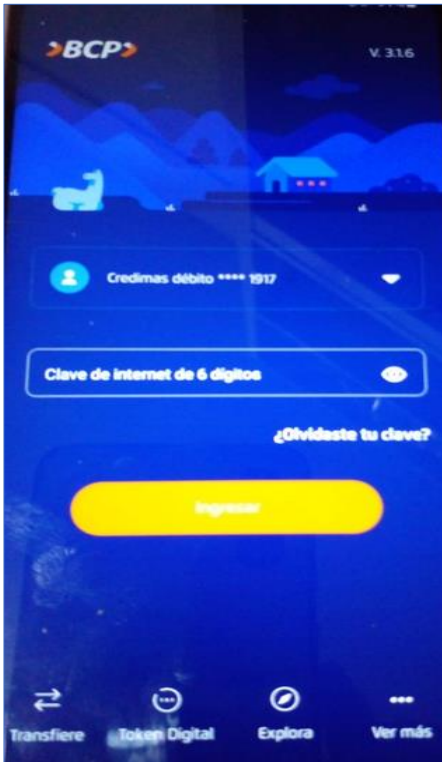 BCP
V. 3.1.6
Credimas débito **** 1917
Clave de internet de 6 dígitos
¿Olvidaste tu clave?
Ingresar
Transfiere Token Digital Explora Ver más